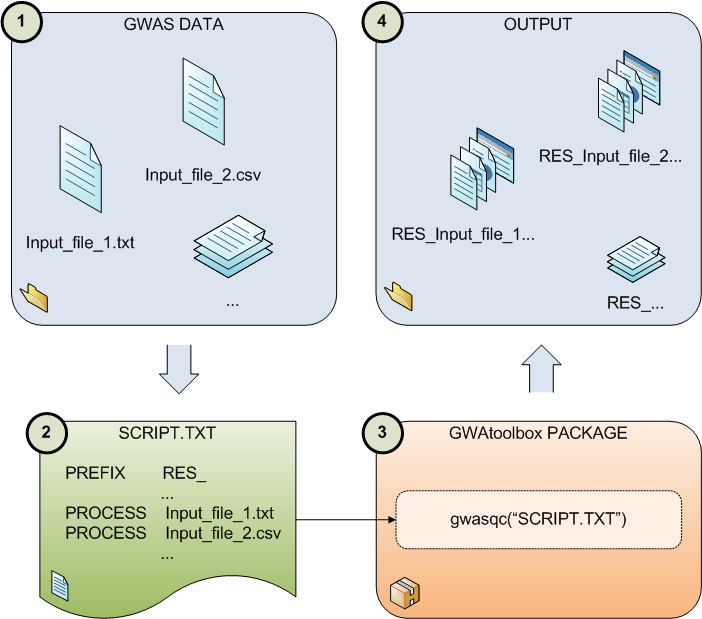 1
GWAS DATA
Input_file_2.csv
Input_file_1.txt
...
2
SCRIPT.TXT
PREFIX RES_
...
PROCESS Input_file_1.txt
PROCESS Input_file_2.csv
...
3
GWAtoolbox PACKAGE
gwasqc(“SCRIPT.TXT”)
4
OUTPUT
RES_Input_file_2...
RES_Input_file_1...
RES_...